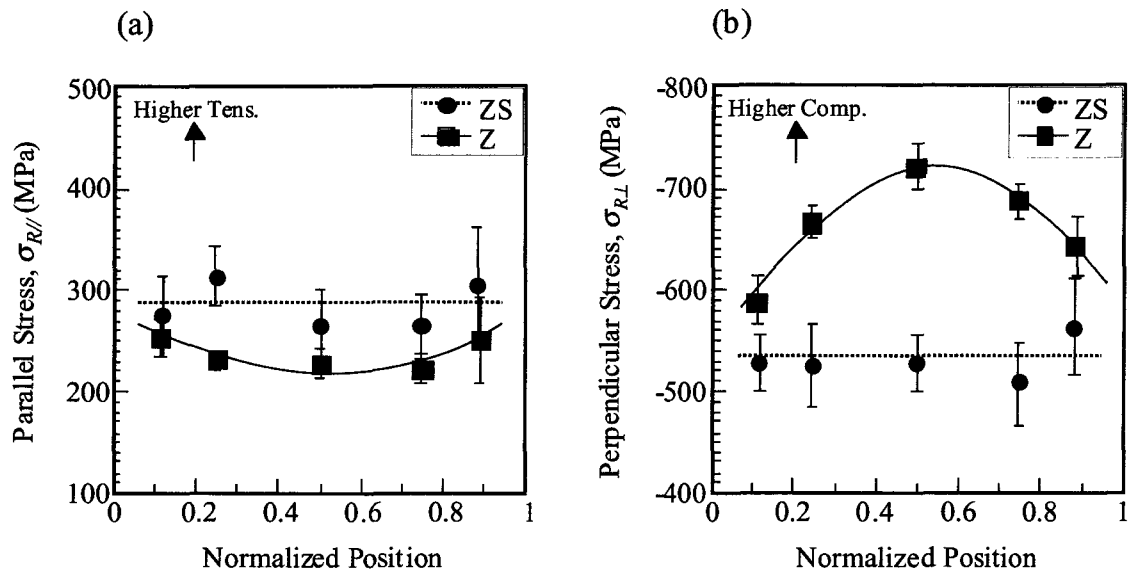 (a)
500
Higher Tens.
ZS
Z
400
300
200
100
0
0.2
0.4
0.6
0.8
1
Parallel Stress, σR// (MPa)
Normalized Position
(b)
-800
Higher Comp.
ZS
Z
-700
-600
-500
-400
0
0.2
0.4
0.6
0.8
1
Perpendicular Stress, σR⊥ (MPa)
Normalized Position